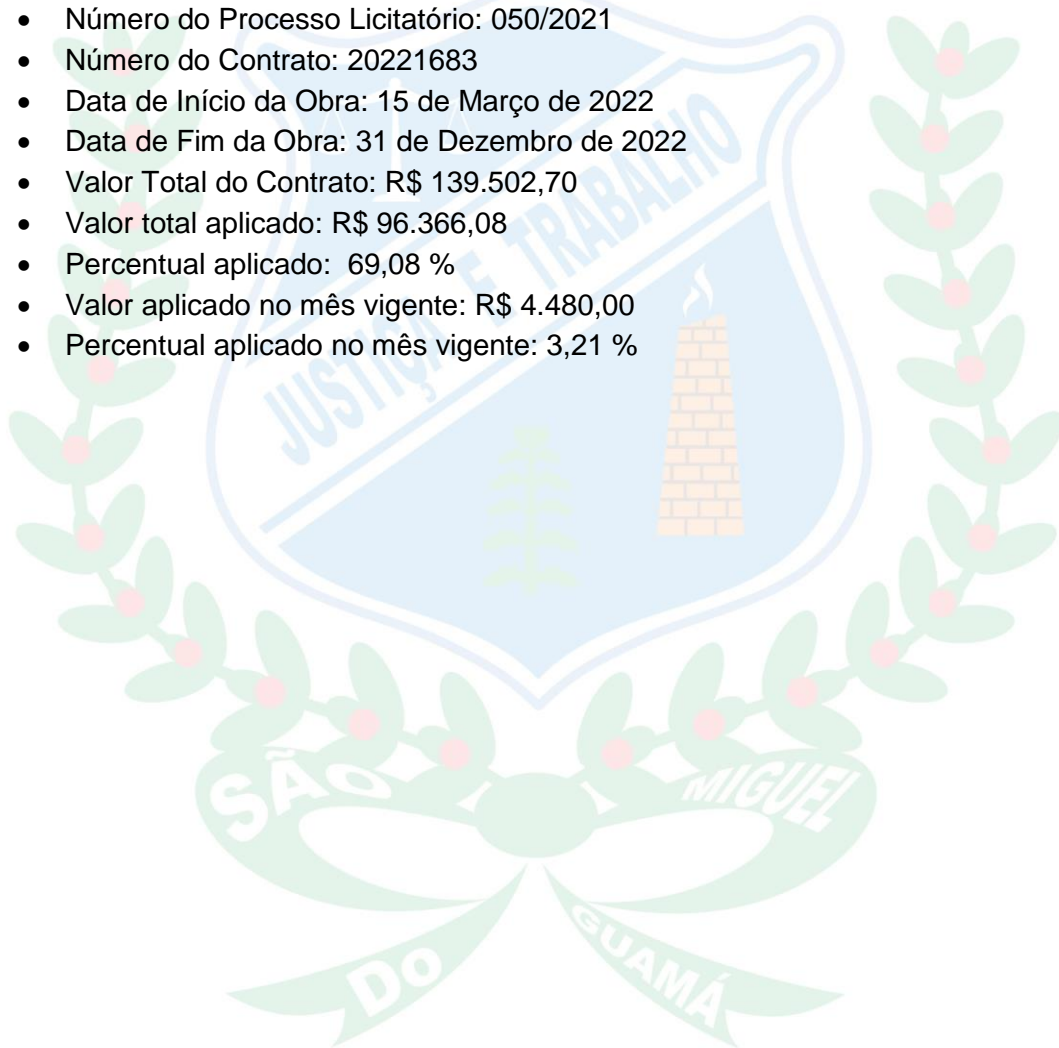 • Número do Processo Licitatório: 050/2021
• Número do Contrato: 20221683
• Data de Início da Obra: 15 de Março de 2022
• Data de Fim da Obra: 31 de Dezembro de 2022
• Valor Total do Contrato: R$ 139.502,70
• Valor total aplicado: R$ 96.366,08
• Percentual aplicado: 69,08 %
• Valor aplicado no mês vigente: R$ 4.480,00
• Percentual aplicado no mês vigente: 3,21 %
JUSTIÇA E TRABALHO
SÃO MIGUEL
DO GUAMÁ